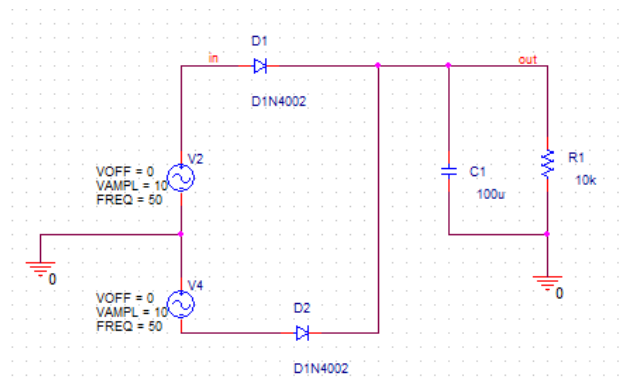 D1
in
out
D1N4002
V2
VOFF = 0
VAMPL = 10
FREQ = 50
C1
100u
R1
10k
0
0
V4
VOFF = 0
VAMPL = 10
FREQ = 50
D2
D1N4002